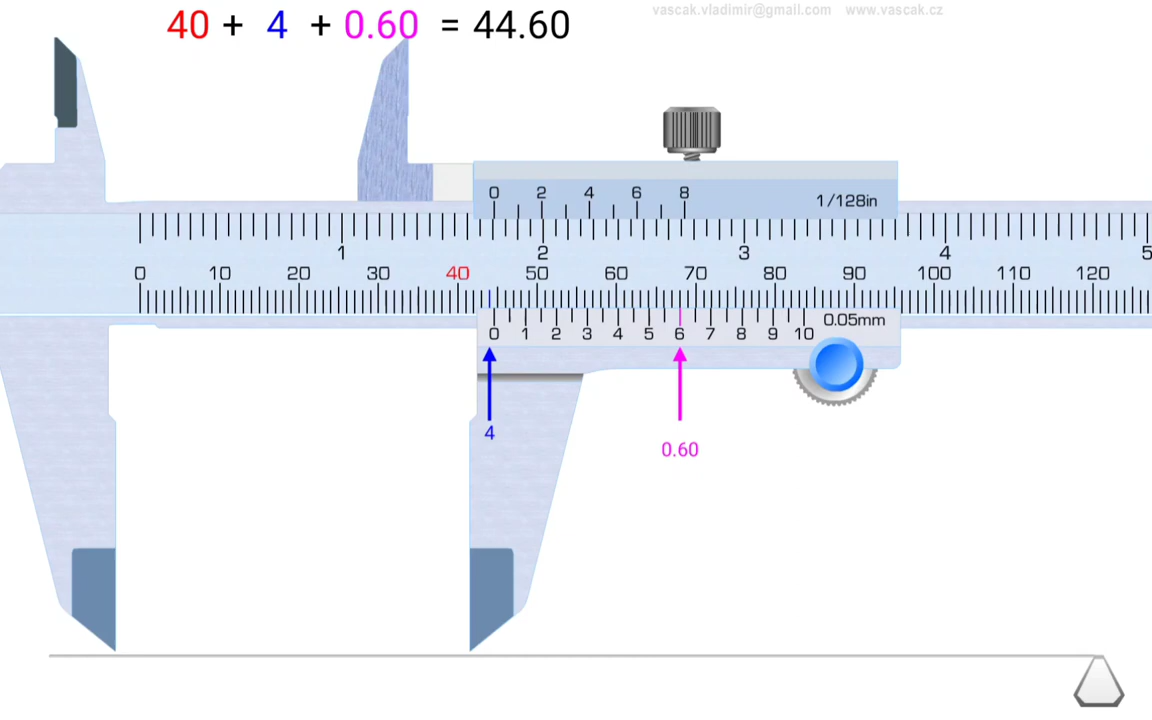 vascak.vladimir@gmail.com www.vascak.cz
40 + 4 + 0.60 = 44.60
0 2 4 6 8 1/128in
1 2 3 4 5
0 10 20 30 40 50 60 70 80 90 100 110 120
0 1 2 3 4 5 6 7 8 9 10 0.05mm
4
0.60